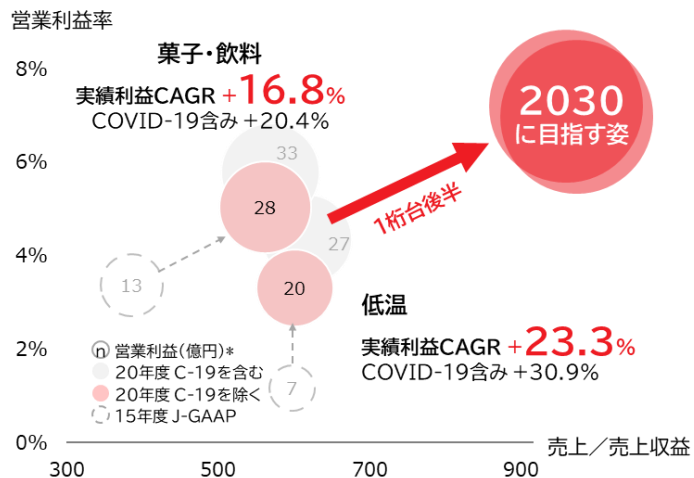 営業利益率
8%
6%
4%
2%
0%
菓子・飲料
実績利益CAGR +16.8%
COVID-19含み +20.4%
33
28
27
13
20
7
2030
に目指す姿
1桁台後半
低温
実績利益CAGR +23.3%
COVID-19含み +30.9%
n 営業利益(億円)*
20年度 C-19を含む
20年度 C-19を除く
15年度 J-GAAP
売上／売上収益
300
500
700
900